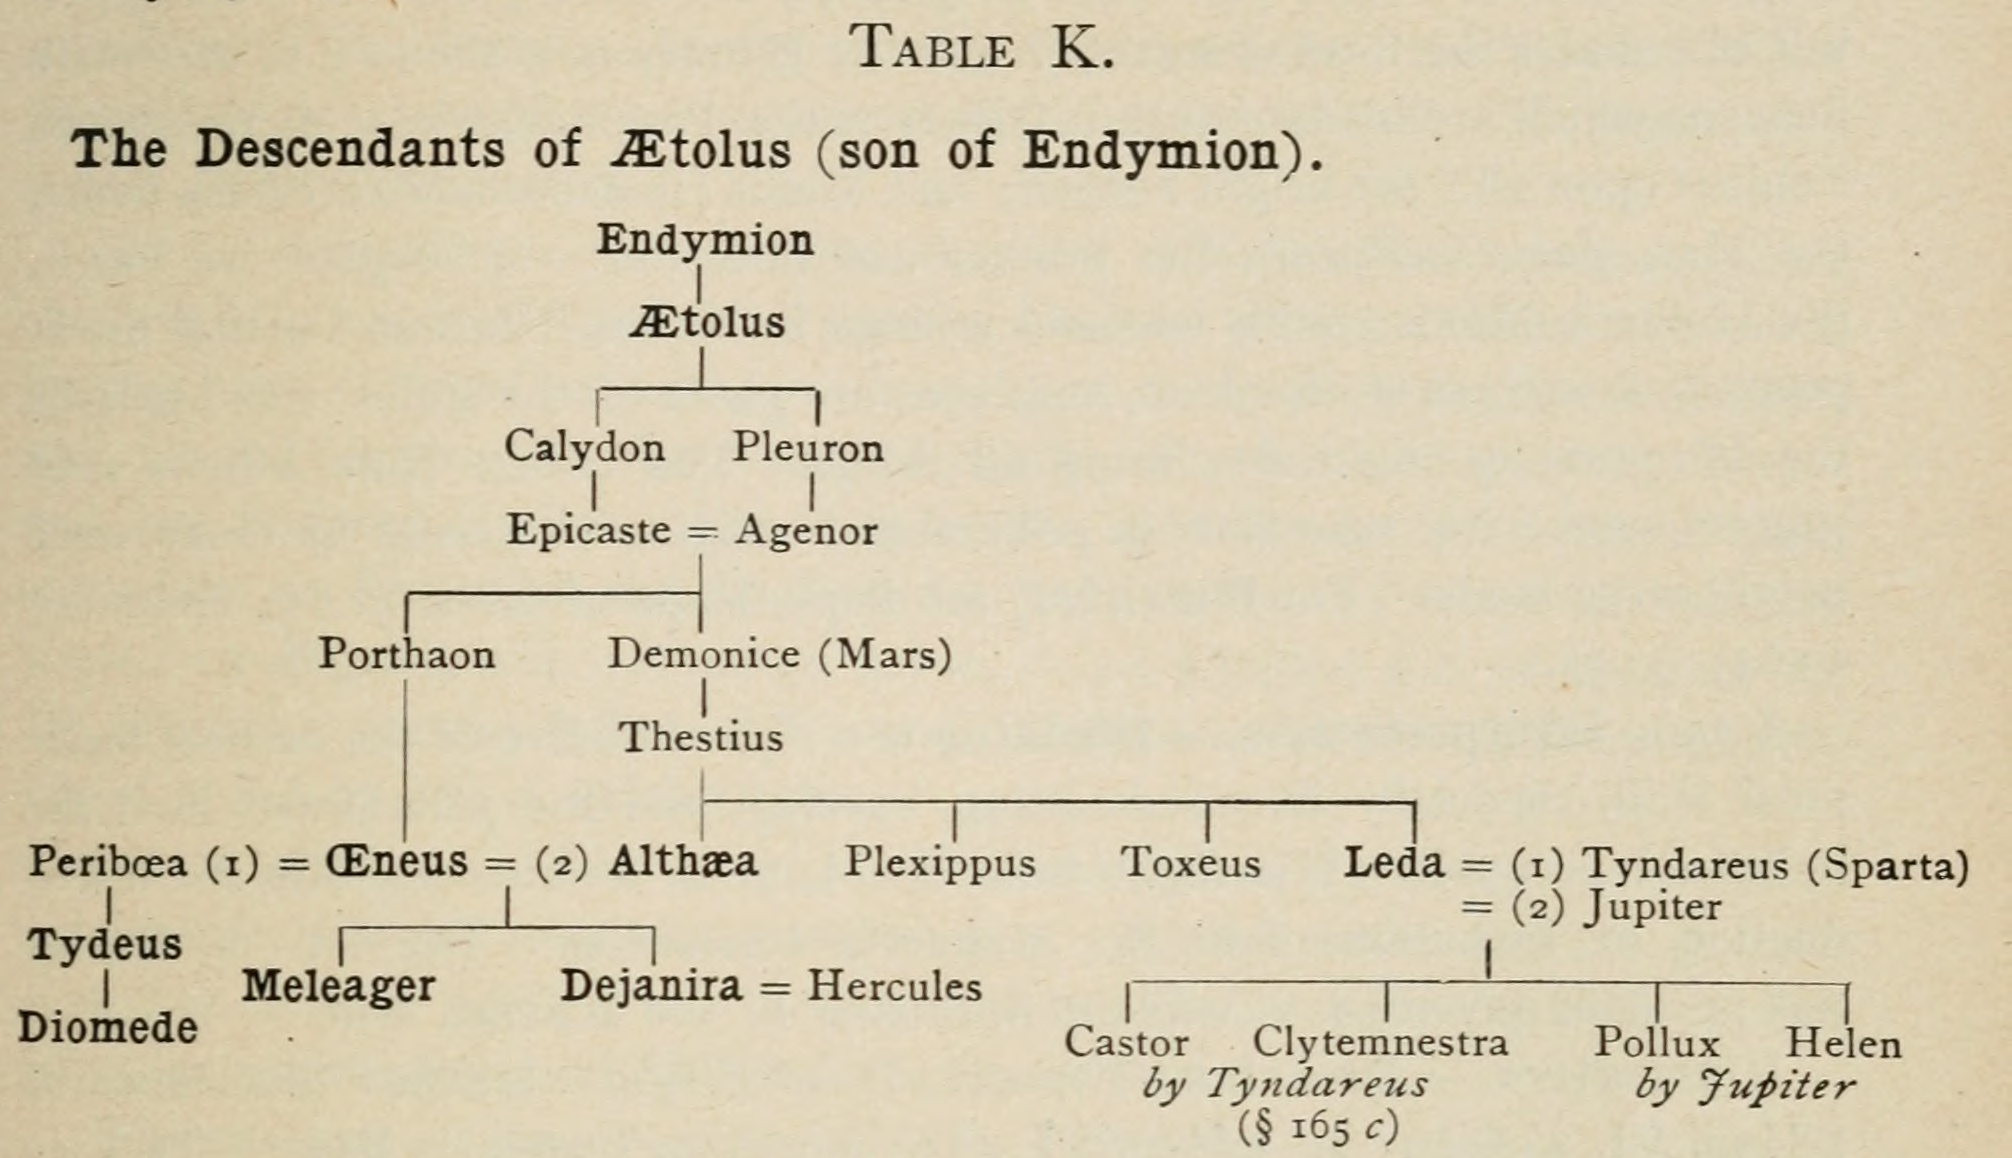 TABLE K.
The Descendants of Ætolus (son of Endymion).
Endymion
Ætolus
Calydon Pleuron
Epicaste = Agenor
Porthaon Demonice (Mars)
Thestius
Peribœa (1) = Œneus = (2) Althæa Plexippus Toxeus Leda = (1) Tyndareus (Sparta)
= (2) Jupiter
Tydeus
Meleager Dejanira = Hercules
Diomede
Castor Clytemnestra Pollux Helen
by Tyndareus by Jupiter
(§ 165 c)